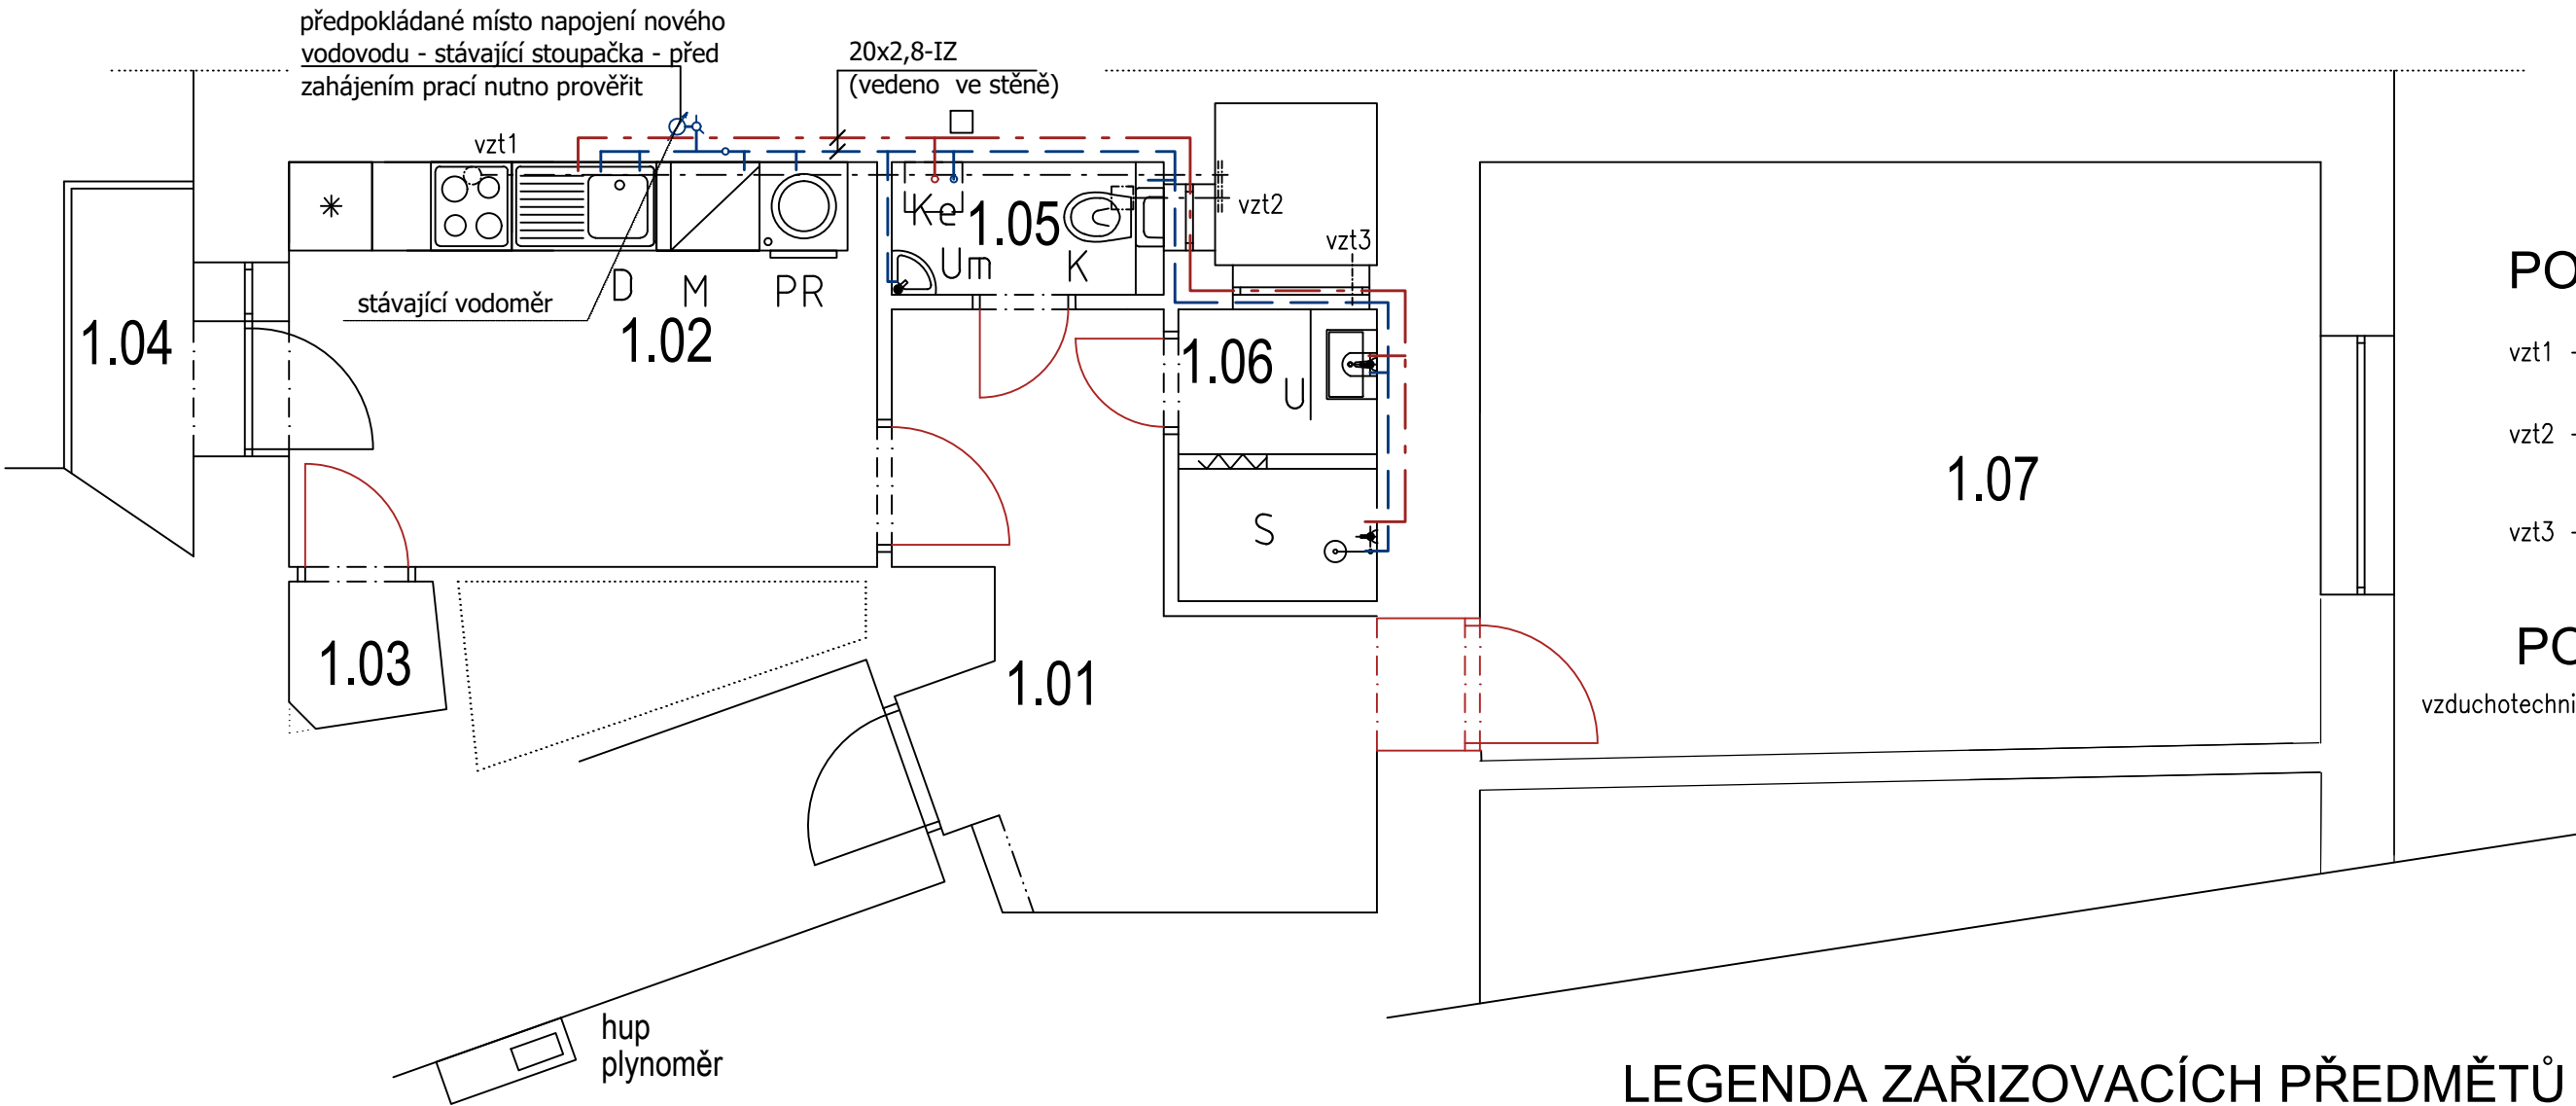 předpokládané místo napojení nového
vodovodu - stávající stoupačka - před
zahájením prací nutno prověřit
20x2,8-IZ
(vedeno ve stěně)
vzt1
vzt2
vzt3
Ke
1.05
Um
K
D
M
PR
stávající vodoměr
1.02
1.04
1.06
U
S
1.07
1.03
1.01
hup
plynoměr
PO
vzt1 -
vzt2 -
vzt3 -
PO
vzduchotechni
LEGENDA ZAŘIZOVACÍCH PŘEDMĚTŮ